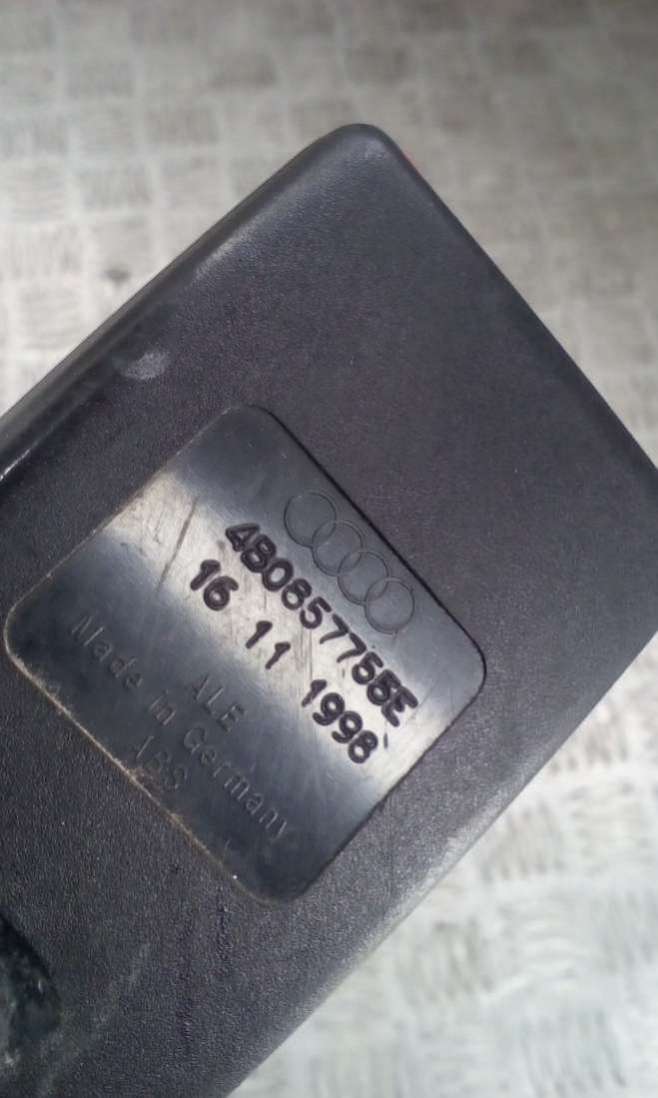 4B0857755E
16 11 1998
ALE
Made in Germany
ABS